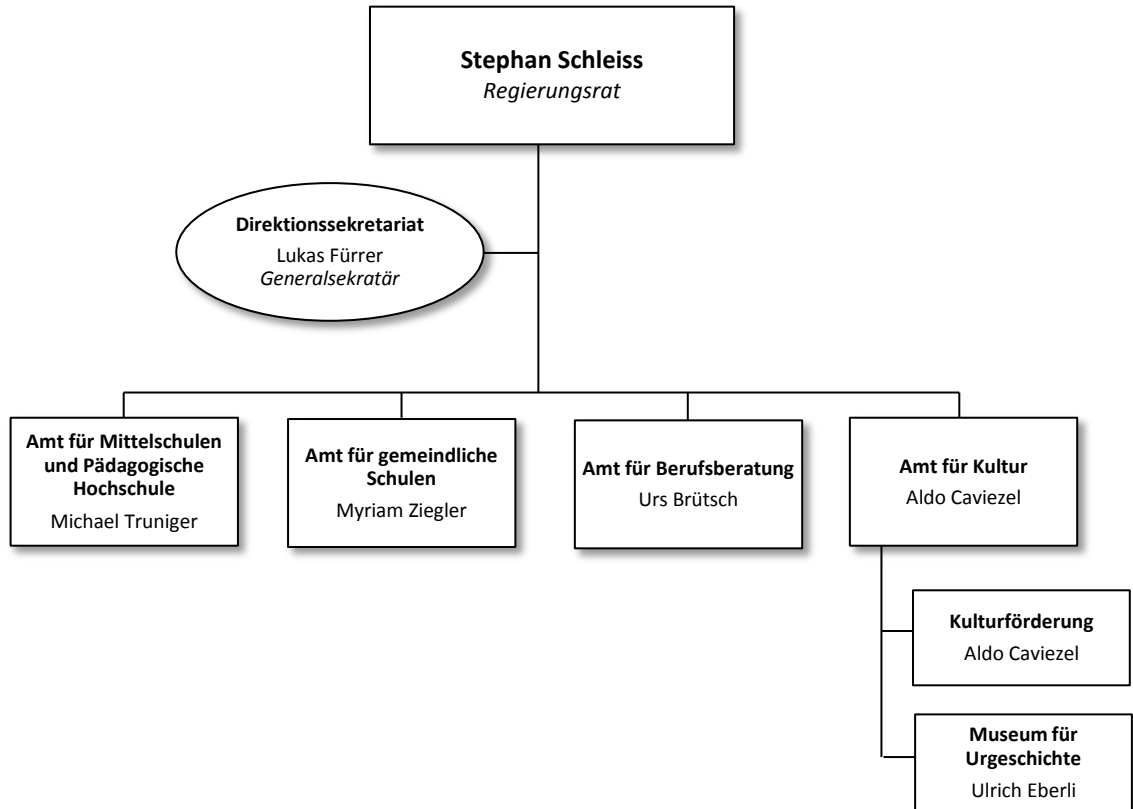 Stephan Schleiss
Regierungsrat
Direktionssekretariat
Lukas Fürrer
Generalsekratär
Amt für Mittelschulen
und Pädagogische
Hochschule
Michael Truniger
Amt für gemeindliche
Schulen
Myriam Ziegler
Amt für Berufsberatung
Urs Brütsch
Amt für Kultur
Aldo Caviezel
Kulturförderung
Aldo Caviezel
Museum für
Urgeschichte
Ulrich Eberli